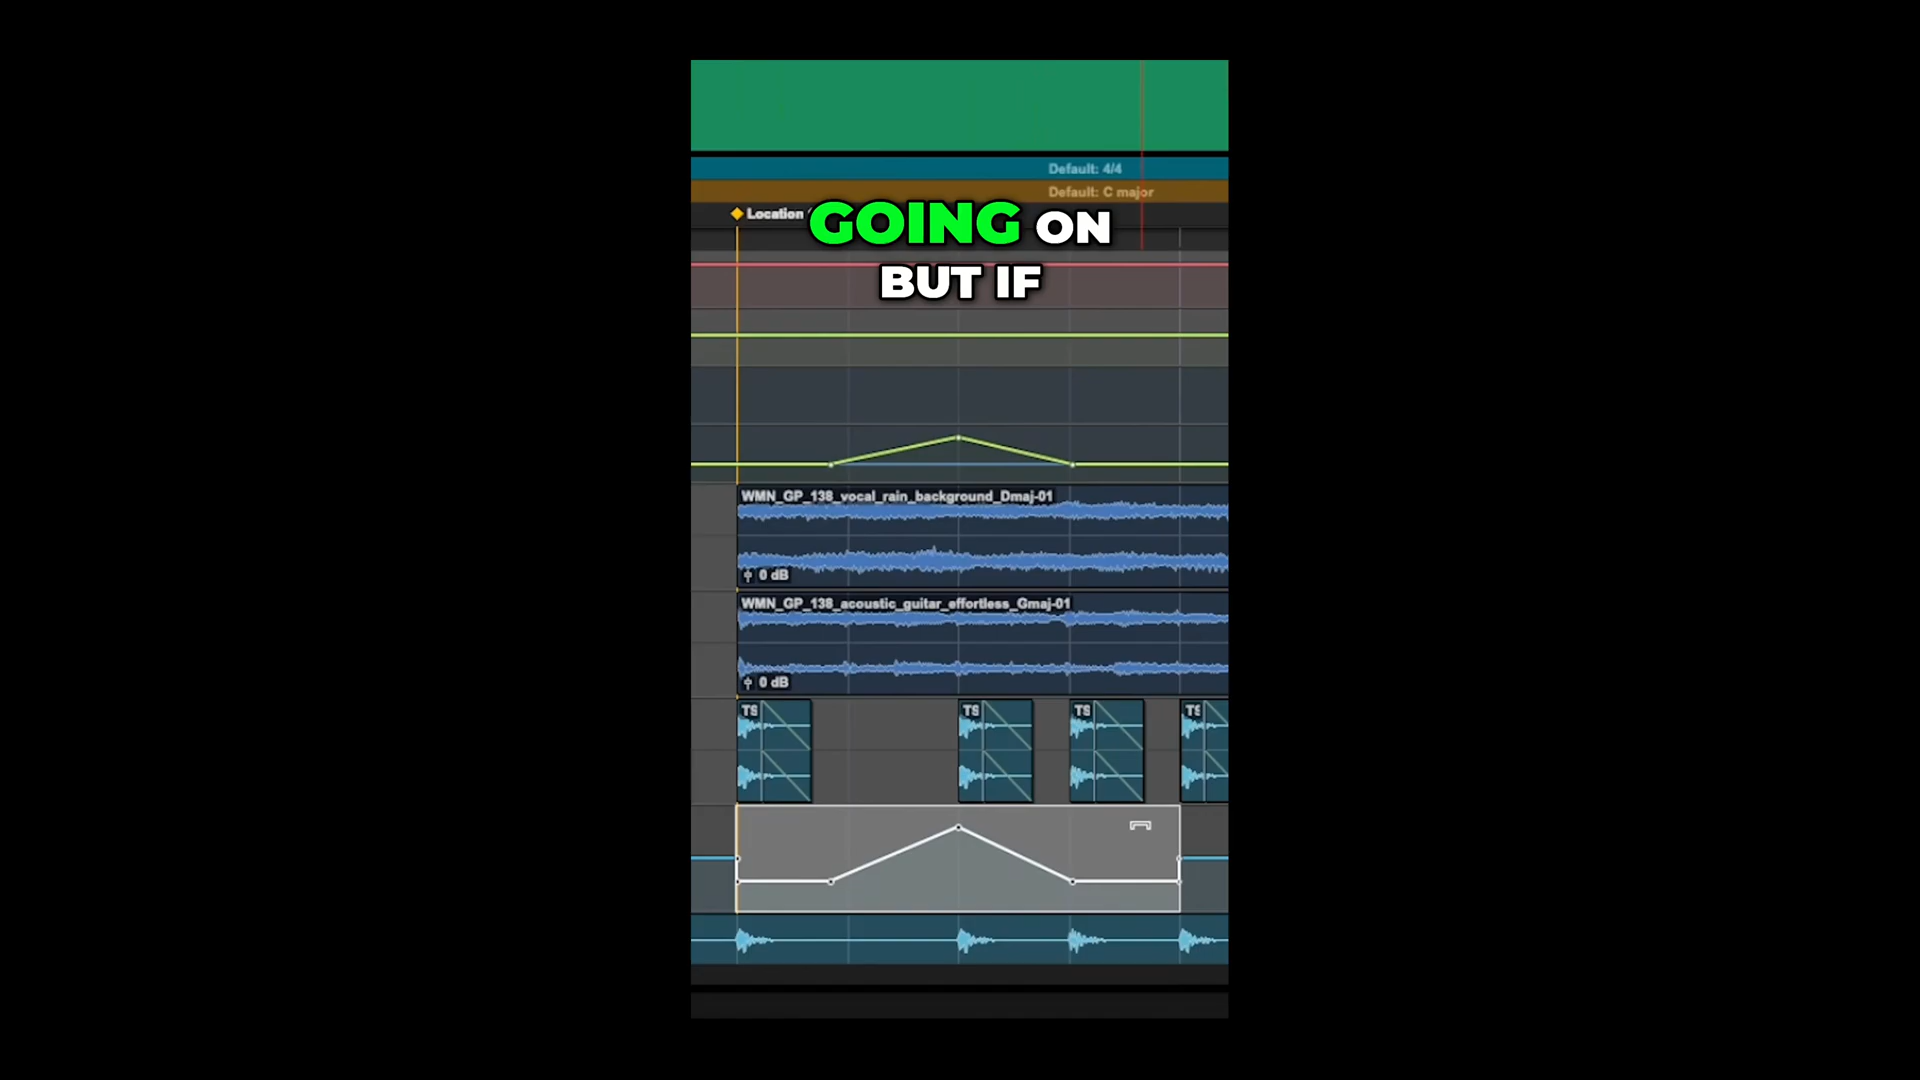 Default: 4/4
Default: C major
Location
GOING ON
BUT IF
WMN_GP_138_vocal_rain_background_Dmaj-01
0 dB
WMN_GP_138_acoustic_guitar_effortless_Gmaj-01
0 dB
TS TS TS TS